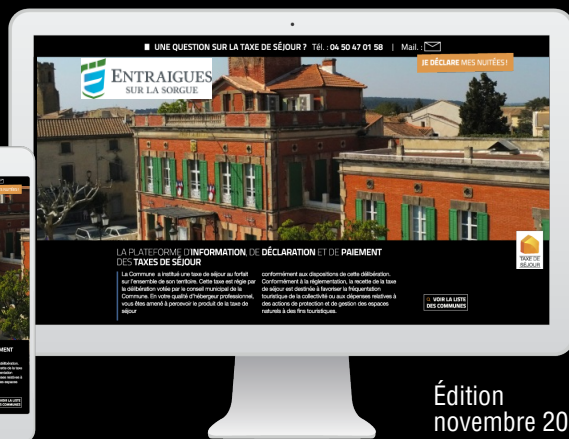 UNE QUESTION SUR LA TAXE DE SÉJOUR ? Tél. : 04 50 47 01 58 | Mail. :
JE DÉCLARE MES NUITÉES !
ENTRAIGUES
SUR LA SORGUE
LA PLATEFORME D'INFORMATION, DE DÉCLARATION ET DE PAIEMENT
DES TAXES DE SÉJOUR
La Commune a institué une taxe de séjour au forfait
sur l'ensemble de son territoire. Cette taxe est régie par
la délibération votée par le conseil municipal de la
Commune. En votre qualité d'hébergeur professionnel,
vous êtes amené à percevoir le produit de la taxe de
séjour
conformément aux dispositions de cette délibération.
Conformément à la réglementation, la recette de la taxe
de séjour est destinée à favoriser la fréquentation
touristique de la collectivité ou aux dépenses relatives à
des actions de protection et de gestion des espaces
naturels à des fins touristiques.
TAXE DE
SÉJOUR
VOIR LA LISTE
DES COMMUNES
Édition
novembre 20